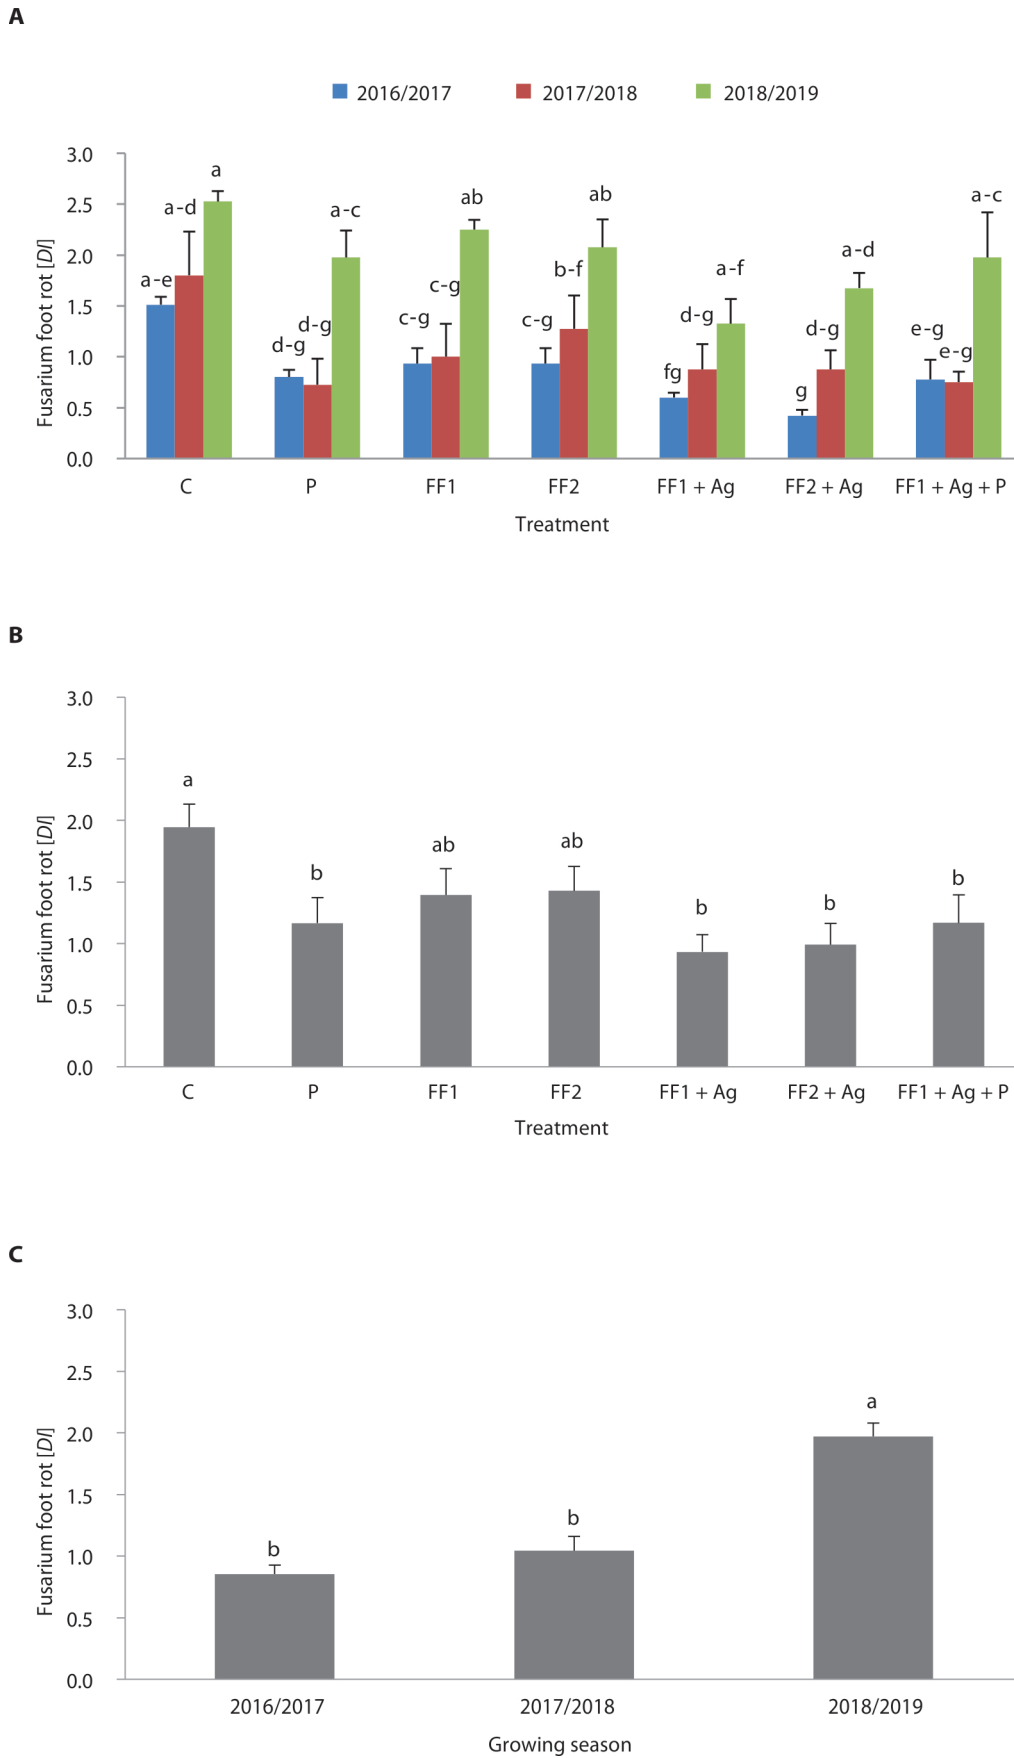 A
2016/2017 2017/2018 2018/2019
Fusarium foot rot [DI]
3.0
2.5
2.0
1.5
1.0
0.5
0.0
a-e a-d a
d-g d-g a-c
c-g c-g ab
c-g b-f ab
fg d-g a-f
g d-g a-d
e-g e-g a-c
C P FF1 FF2 FF1 + Ag FF2 + Ag FF1 + Ag + P
Treatment
B
Fusarium foot rot [DI]
3.0
2.5
2.0
1.5
1.0
0.5
0.0
a b ab ab b b b
C P FF1 FF2 FF1 + Ag FF2 + Ag FF1 + Ag + P
Treatment
C
Fusarium foot rot [DI]
3.0
2.5
2.0
1.5
1.0
0.5
0.0
b b a
2016/2017 2017/2018 2018/2019
Growing season